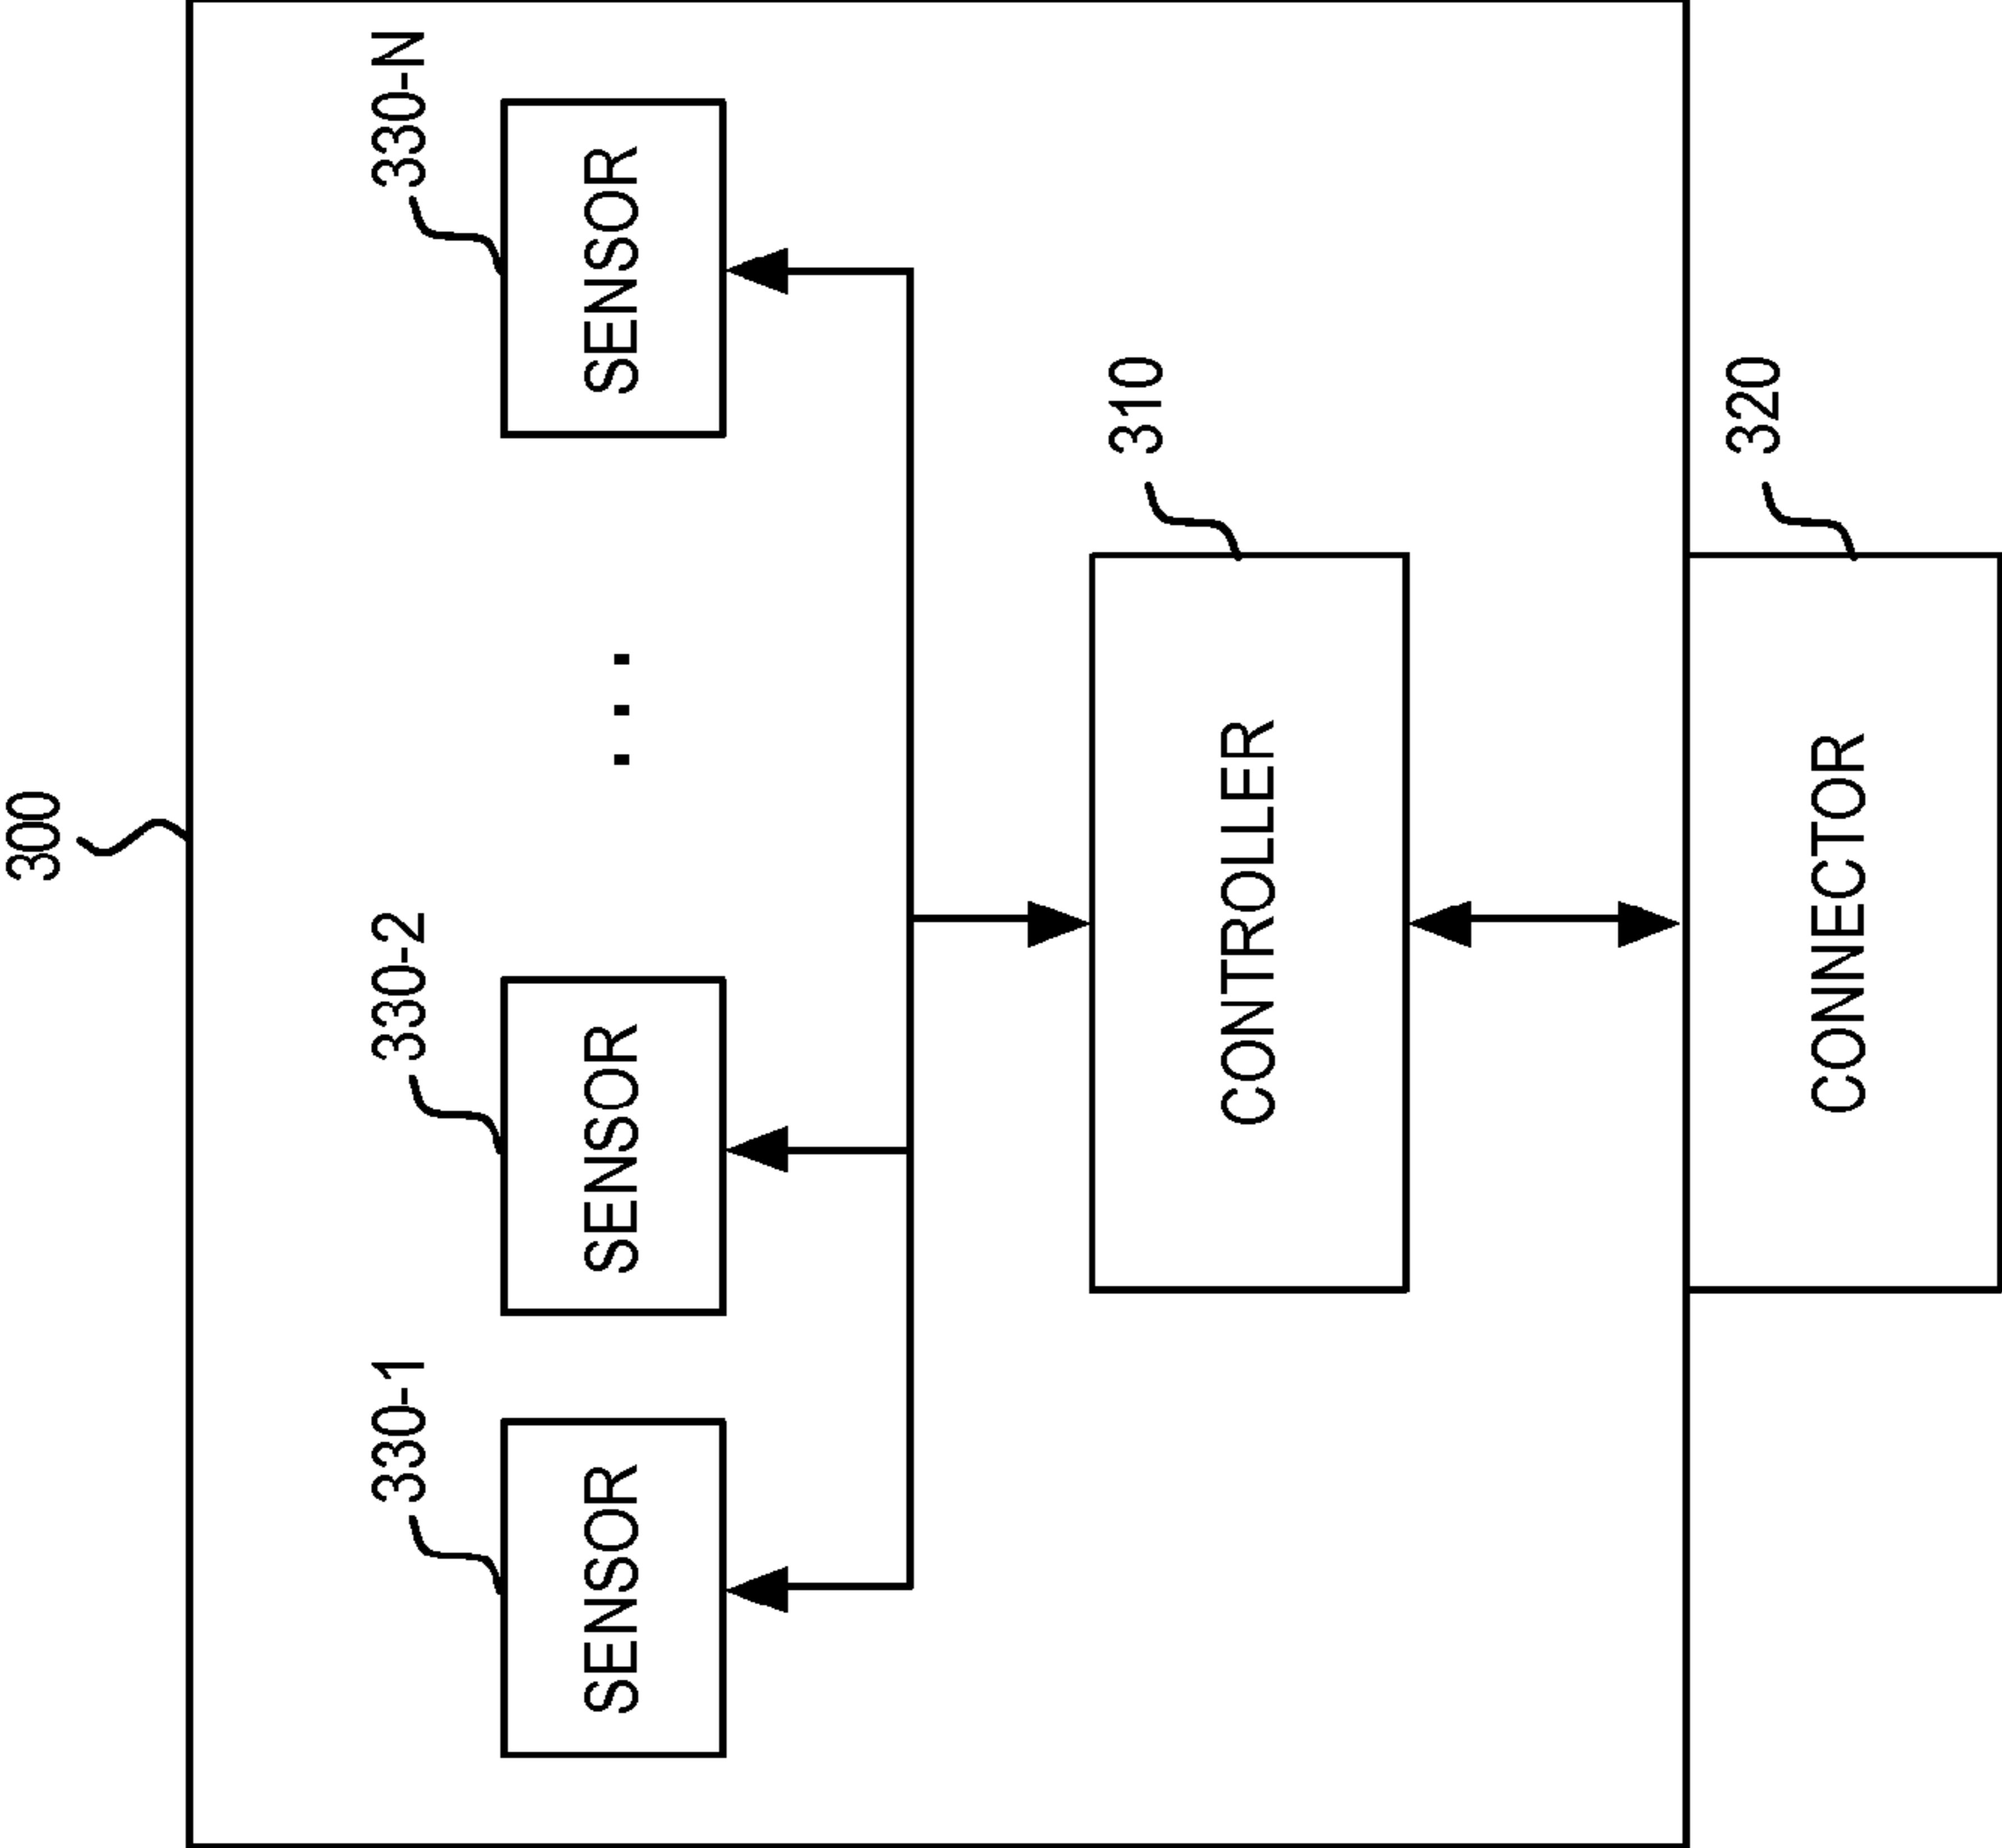 300
330-1
330-2
330-N
SENSOR
SENSOR
...
SENSOR
310
CONTROLLER
320
CONNECTOR